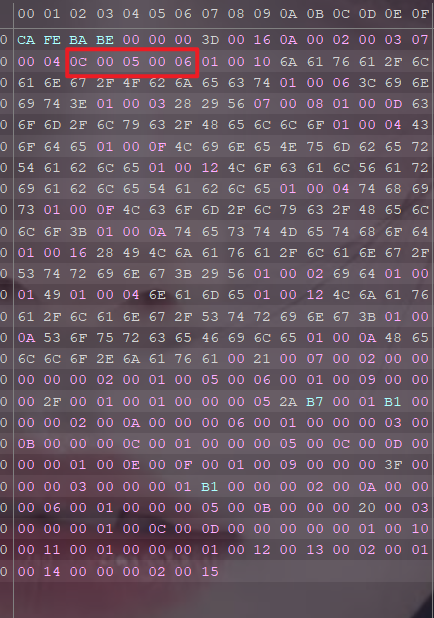 00 01 02 03 04 05 06 07 08 09 0A 0B 0C 0D 0E 0F
0 CA FE BA BE 00 00 00 3D 00 16 0A 00 02 00 03 07
0 00 04 0C 00 05 00 06 01 00 10 6A 61 76 61 2F 6C
0 61 6E 67 2F 4F 62 6A 65 63 74 01 00 06 3C 69 6E
0 69 74 3E 01 00 03 28 29 56 07 00 08 01 00 0D 63
0 6F 6D 2F 6C 79 63 2F 48 65 6C 6C 6F 01 00 04 43
0 6F 64 65 01 00 0F 4C 69 6E 65 4E 75 6D 62 65 72
0 54 61 62 6C 65 01 00 12 4C 6F 63 61 6C 56 61 72
0 69 61 62 6C 65 54 61 62 6C 65 01 00 04 74 68 69
0 73 01 00 0F 4C 63 6F 6D 2F 6C 79 63 2F 48 65 6C
0 6C 6F 3B 01 00 0A 74 65 73 74 4D 65 74 68 6F 64
0 01 00 16 28 49 4C 6A 61 76 61 2F 6C 61 6E 67 2F
0 53 74 72 69 6E 67 3B 29 56 01 00 02 69 64 01 00
0 01 49 01 00 04 6E 61 6D 65 01 00 12 4C 6A 61 76
0 61 2F 6C 61 6E 67 2F 53 74 72 69 6E 67 3B 01 00
0 0A 53 6F 75 72 63 65 46 69 6C 65 01 00 0A 48 65
0 6C 6C 6F 2E 6A 61 76 61 00 21 00 07 00 02 00 00
0 00 00 00 02 00 01 00 05 00 06 00 01 00 09 00 00
0 00 2F 00 01 00 01 00 00 00 05 2A B7 00 01 B1 00
0 00 00 02 00 0A 00 00 00 06 00 01 00 00 00 03 00
0 0B 00 00 00 0C 00 01 00 00 00 05 00 0C 00 0D 00
0 00 00 01 00 0E 00 0F 00 01 00 09 00 00 00 3F 00
0 00 00 03 00 00 00 01 B1 00 00 00 02 00 0A 00 00
0 00 06 00 01 00 00 00 05 00 0B 00 00 00 20 00 03
0 00 00 00 01 00 0C 00 0D 00 00 00 00 00 01 00 10
0 00 11 00 01 00 00 00 01 00 12 00 13 00 02 00 01
0 00 14 00 00 00 02 00 15